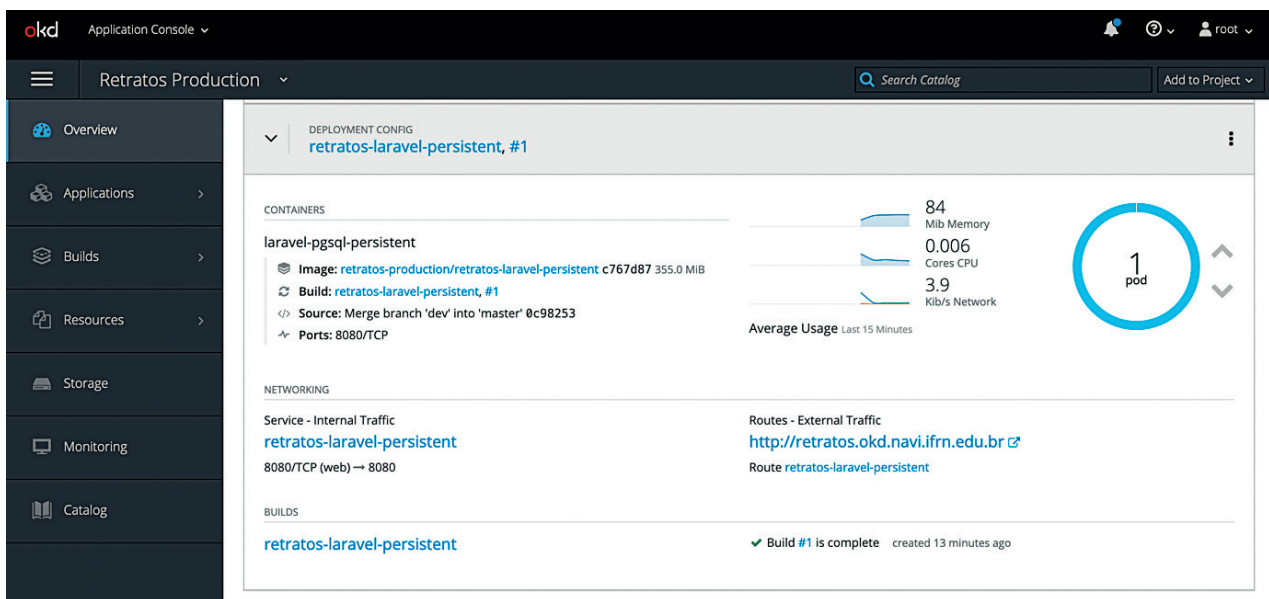 okd Application Console root
Retratos Production Search Catalog Add to Project
Overview
Applications
Builds
Resources
Storage
Monitoring
Catalog
DEPLOYMENT CONFIG
retratos-laravel-persistent, #1
CONTAINERS
laravel-pgsql-persistent
Image: retratos-production/retratos-laravel-persistent c767d87 355.0 MiB
Build: retratos-laravel-persistent, #1
Source: Merge branch 'dev' into 'master' 0c98253
Ports: 8080/TCP
84
Mib Memory
0.006
Cores CPU
3.9
Kib/s Network
Average Usage Last 15 Minutes
1
pod
NETWORKING
Service - Internal Traffic
retratos-laravel-persistent
8080/TCP (web) → 8080
Routes - External Traffic
http://retratos.okd.navi.ifrn.edu.br
Route retratos-laravel-persistent
BUILDS
retratos-laravel-persistent
Build #1 is complete created 13 minutes ago